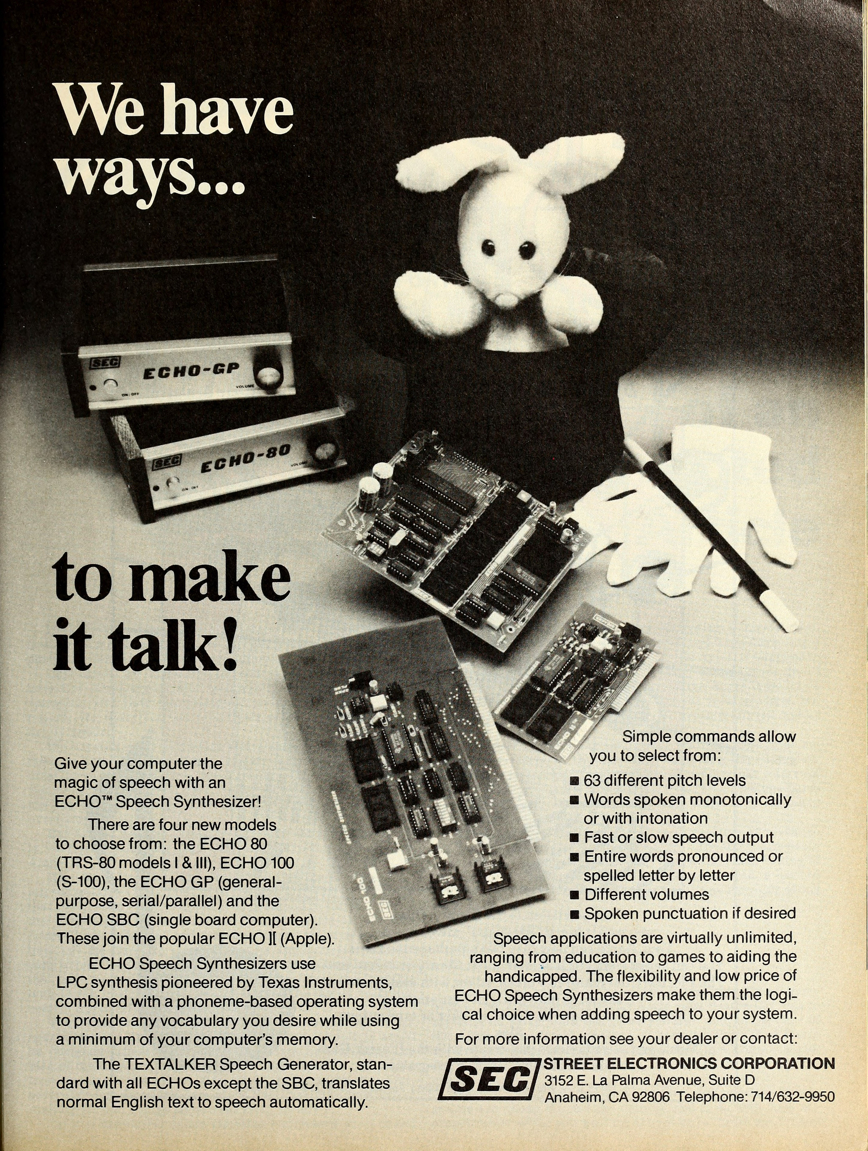 We have
ways...
SEC
ECHO-GP
ON-OFF
VOLUME
SEC
ECHO-80
ON-OFF
VOLUME
to make
it talk!
Give your computer the
magic of speech with an
ECHO™ Speech Synthesizer!
There are four new models
to choose from: the ECHO 80
(TRS-80 models I & III), ECHO 100
(S-100), the ECHO GP (general-
purpose, serial/parallel) and the
ECHO SBC (single board computer).
These join the popular ECHO ][ (Apple).
ECHO Speech Synthesizers use
LPC synthesis pioneered by Texas Instruments,
combined with a phoneme-based operating system
to provide any vocabulary you desire while using
a minimum of your computer's memory.
The TEXTALKER Speech Generator, stan-
dard with all ECHOs except the SBC, translates
normal English text to speech automatically.
SEC
ECHO 100
Simple commands allow
you to select from:
■ 63 different pitch levels
■ Words spoken monotonically
or with intonation
■ Fast or slow speech output
■ Entire words pronounced or
spelled letter by letter
■ Different volumes
■ Spoken punctuation if desired
Speech applications are virtually unlimited,
ranging from education to games to aiding the
handicapped. The flexibility and low price of
ECHO Speech Synthesizers make them the logi-
cal choice when adding speech to your system.
For more information see your dealer or contact:
SEC
STREET ELECTRONICS CORPORATION
3152 E. La Palma Avenue, Suite D
Anaheim, CA 92806 Telephone: 714/632-9950